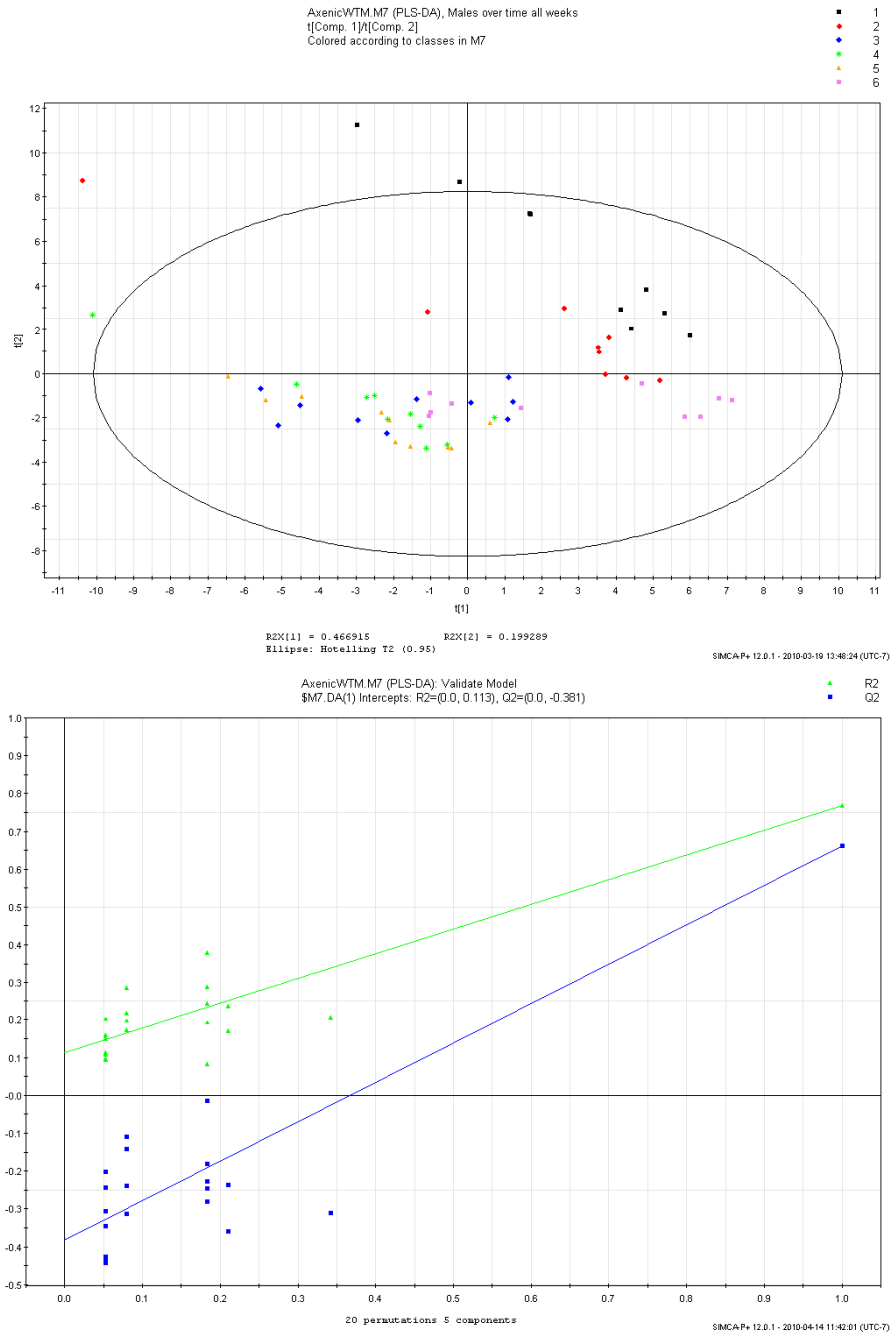 AxenicWTM.M7 (PLS-DA), Males over time all weeks
t[Comp. 1]/t[Comp. 2]
Colored according to classes in M7
1
2
3
4
5
6
12
10
8
6
4
2
0
-2
-4
-6
-8
t[2]
-11 -10 -9 -8 -7 -6 -5 -4 -3 -2 -1 0 1 2 3 4 5 6 7 8 9 10 11
t[1]
R2X[1] = 0.466915 R2X[2] = 0.199289
Ellipse: Hotelling T2 (0.95)
SIMCA-P+ 12.0.1 - 2010-03-19 13:48:24 (UTC-7)
AxenicWTM.M7 (PLS-DA): Validate Model
$M7.DA(1) Intercepts: R2=(0.0, 0.113), Q2=(0.0, -0.381)
R2
Q2
1.0
0.9
0.8
0.7
0.6
0.5
0.4
0.3
0.2
0.1
-0.0
-0.1
-0.2
-0.3
-0.4
-0.5
0.0 0.1 0.2 0.3 0.4 0.5 0.6 0.7 0.8 0.9 1.0
20 permutations 5 components
SIMCA-P+ 12.0.1 - 2010-04-14 11:42:01 (UTC-7)